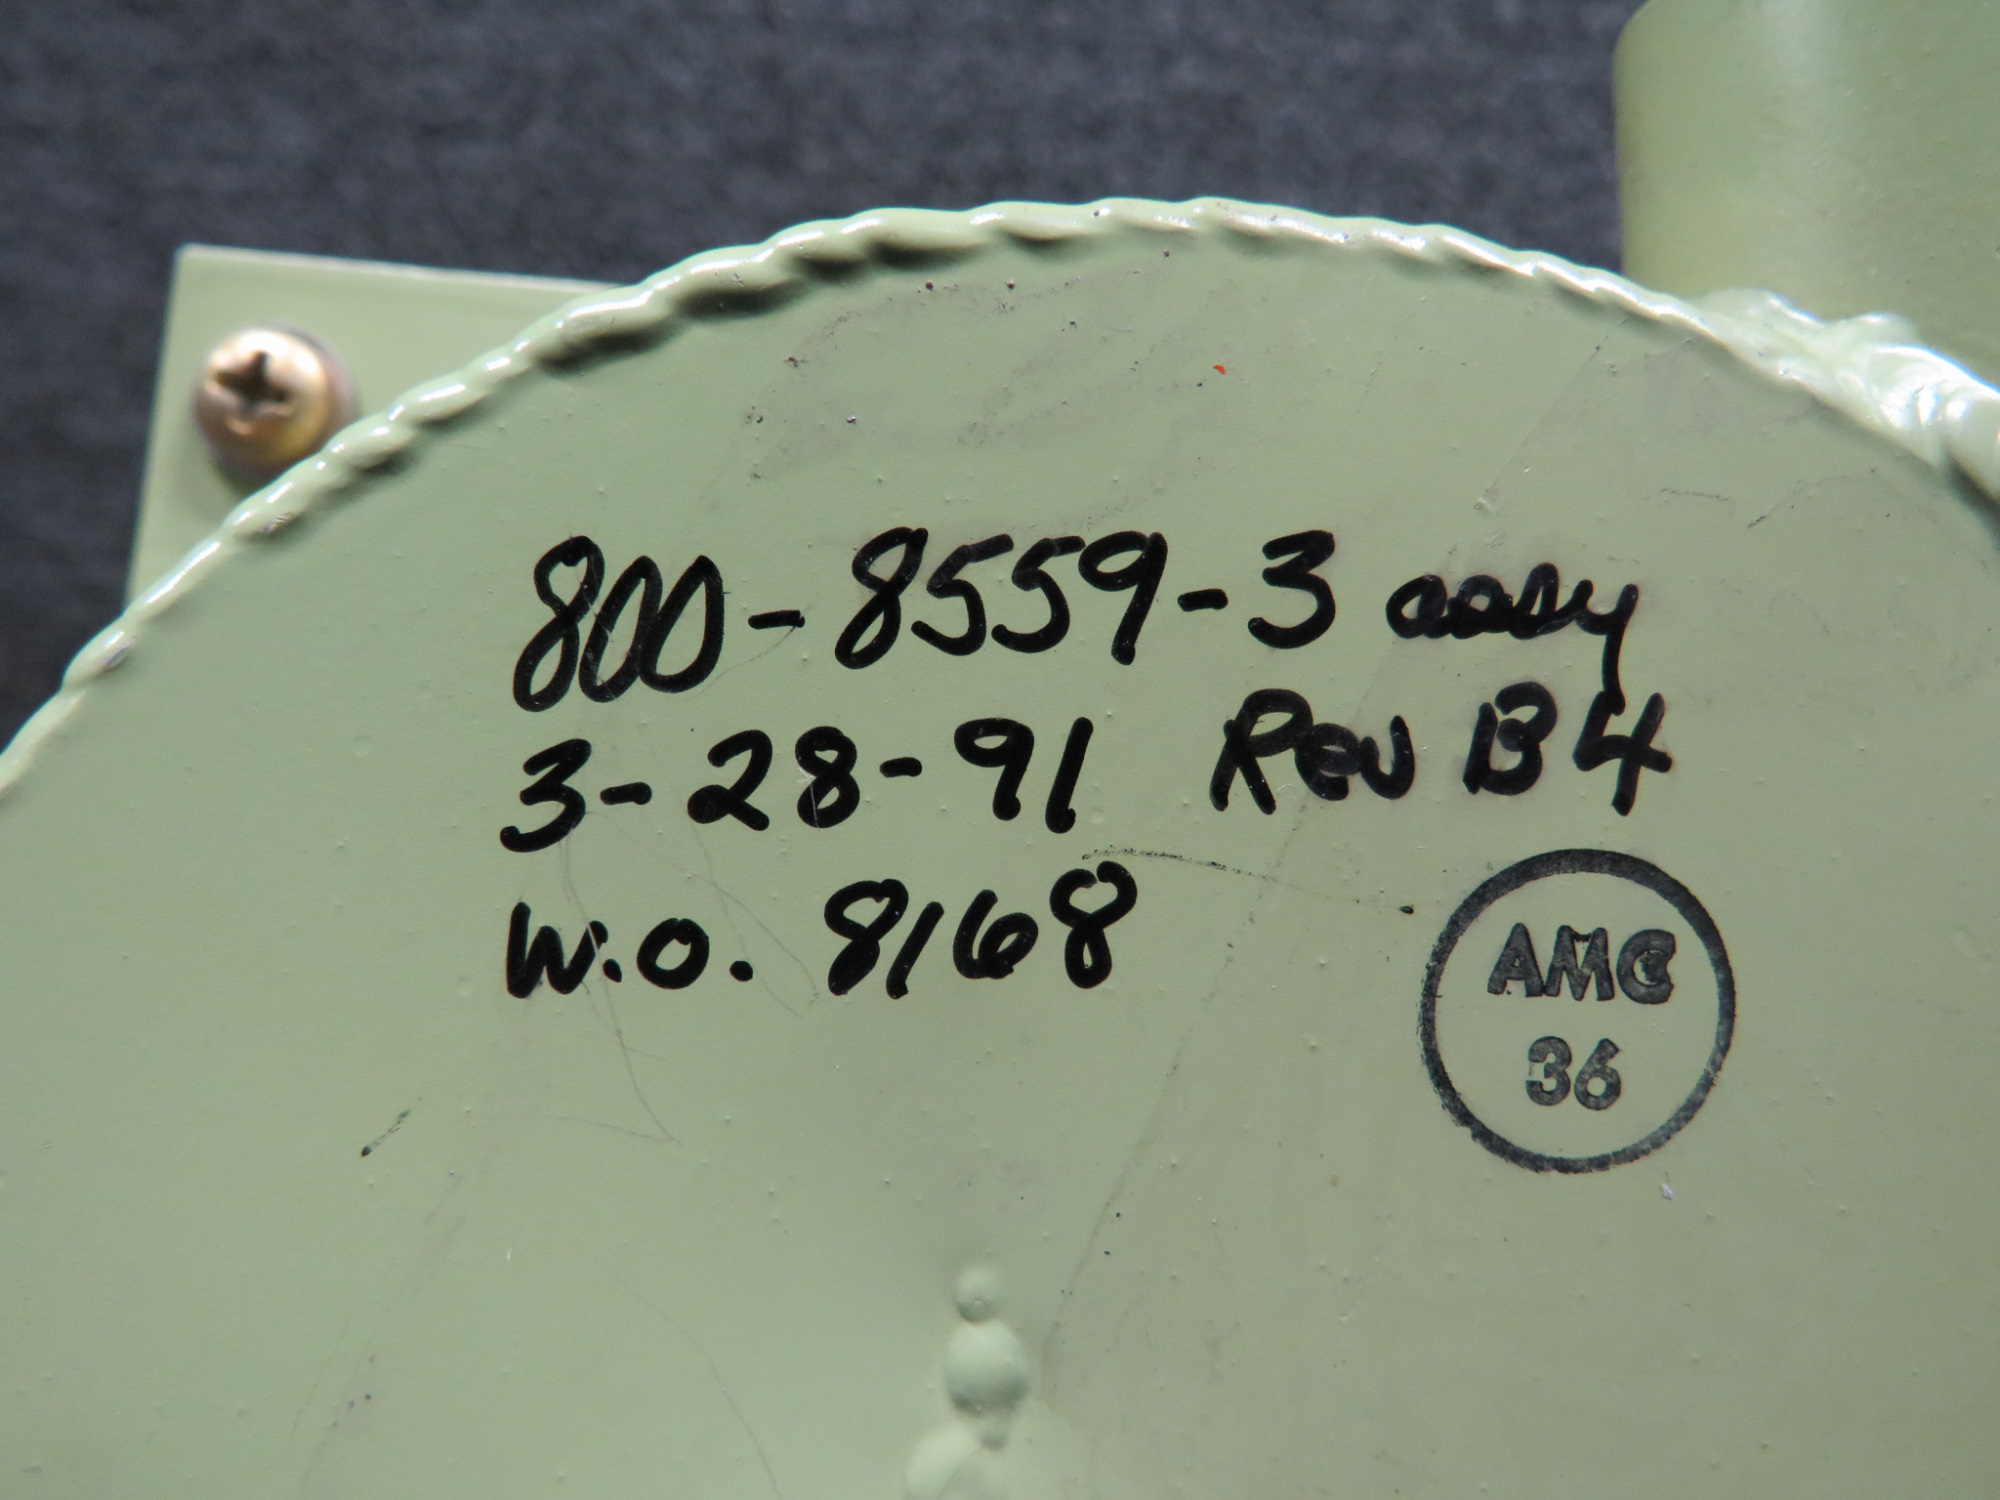 800-8559-3 assy
3-28-91 Rev B4
W.O. 8168
AMC
36